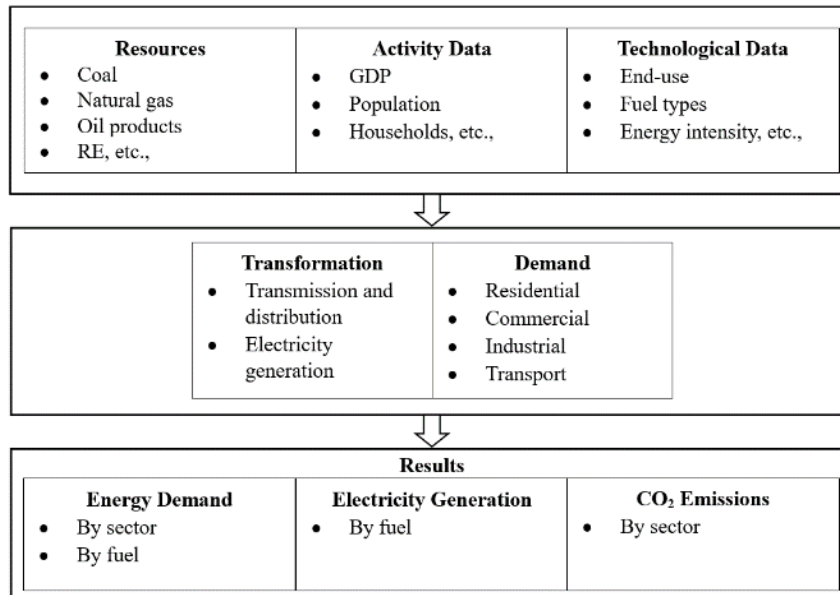 Resources
● Coal
● Natural gas
● Oil products
● RE, etc.,
Activity Data
● GDP
● Population
● Households, etc.,
Technological Data
● End-use
● Fuel types
● Energy intensity, etc.,
Transformation
● Transmission and
distribution
● Electricity
generation
Demand
● Residential
● Commercial
● Industrial
● Transport
Results
Energy Demand
● By sector
● By fuel
Electricity Generation
● By fuel
CO₂ Emissions
● By sector